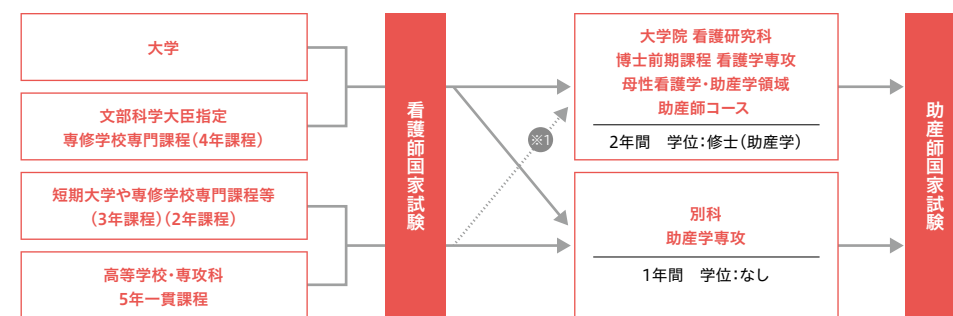 大学
文部科学大臣指定
専修学校専門課程(4年課程)
短期大学や専修学校専門課程等
(3年課程)(2年課程)
高等学校・専攻科
5年一貫課程
看護師国家試験
※1
大学院 看護研究科
博士前期課程 看護学専攻
母性看護学・助産学領域
助産師コース
2年間　学位:修士(助産学)
別科
助産学専攻
1年間　学位:なし
助産師国家試験